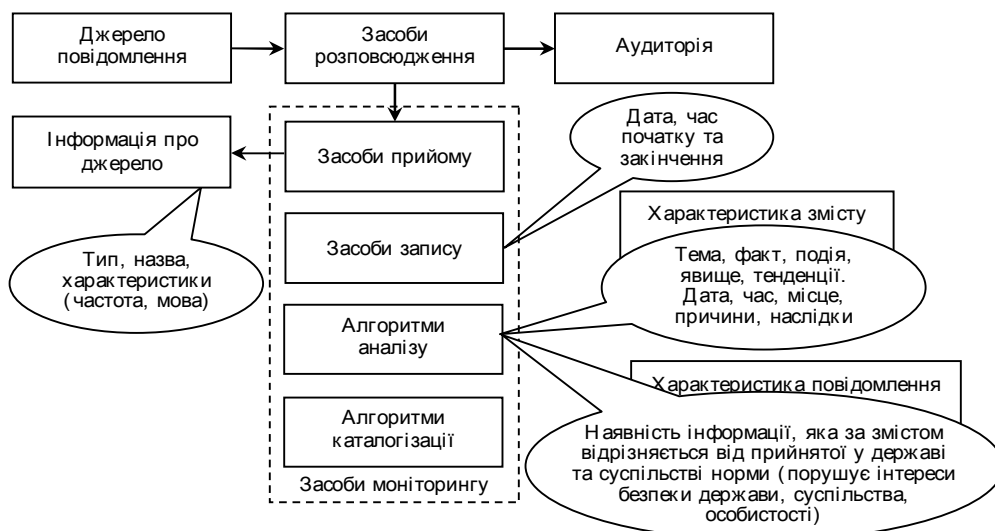 Джерело
повідомлення
Засоби
розповсюдження
Аудиторія
Інформація про
джерело
Засоби прийому
Дата, час
початку та
закінчення
Тип, назва,
характеристики
(частота, мова)
Засоби запису
Характеристика змісту
Тема, факт, подія,
явище, тенденції.
Дата, час, місце,
причини, наслідки
Алгоритми
аналізу
Характеристика повідомлення
Наявність інформації, яка за змістом
відрізняється від прийнятої у державі
та суспільстві норми (порушує інтереси
безпеки держави, суспільства,
особистості)
Алгоритми
каталогізації
Засоби моніторингу